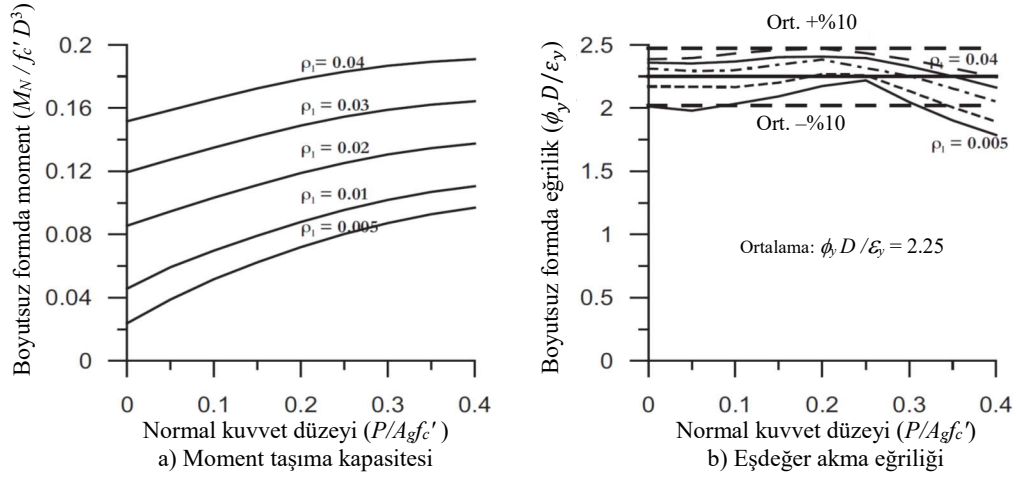 Boyutsuz formda moment (M_N / f_c' D³)
0.2
0.16
0.12
0.08
0.04
0
ρ₁= 0.04
ρ₁ = 0.03
ρ₁ = 0.02
ρ₁ = 0.01
ρ₁ = 0.005
0 0.1 0.2 0.3 0.4
Normal kuvvet düzeyi (P/A_g f_c' )
a) Moment taşıma kapasitesi
Boyutsuz formda eğrilik (ϕ_y D /ε_y)
2.5
2
1.5
1
0.5
0
Ort. +%10
ρ₁ = 0.04
Ort. –%10
ρ₁ = 0.005
Ortalama: ϕ_y D /ε_y = 2.25
0 0.1 0.2 0.3 0.4
Normal kuvvet düzeyi (P/A_g f_c')
b) Eşdeğer akma eğriliği